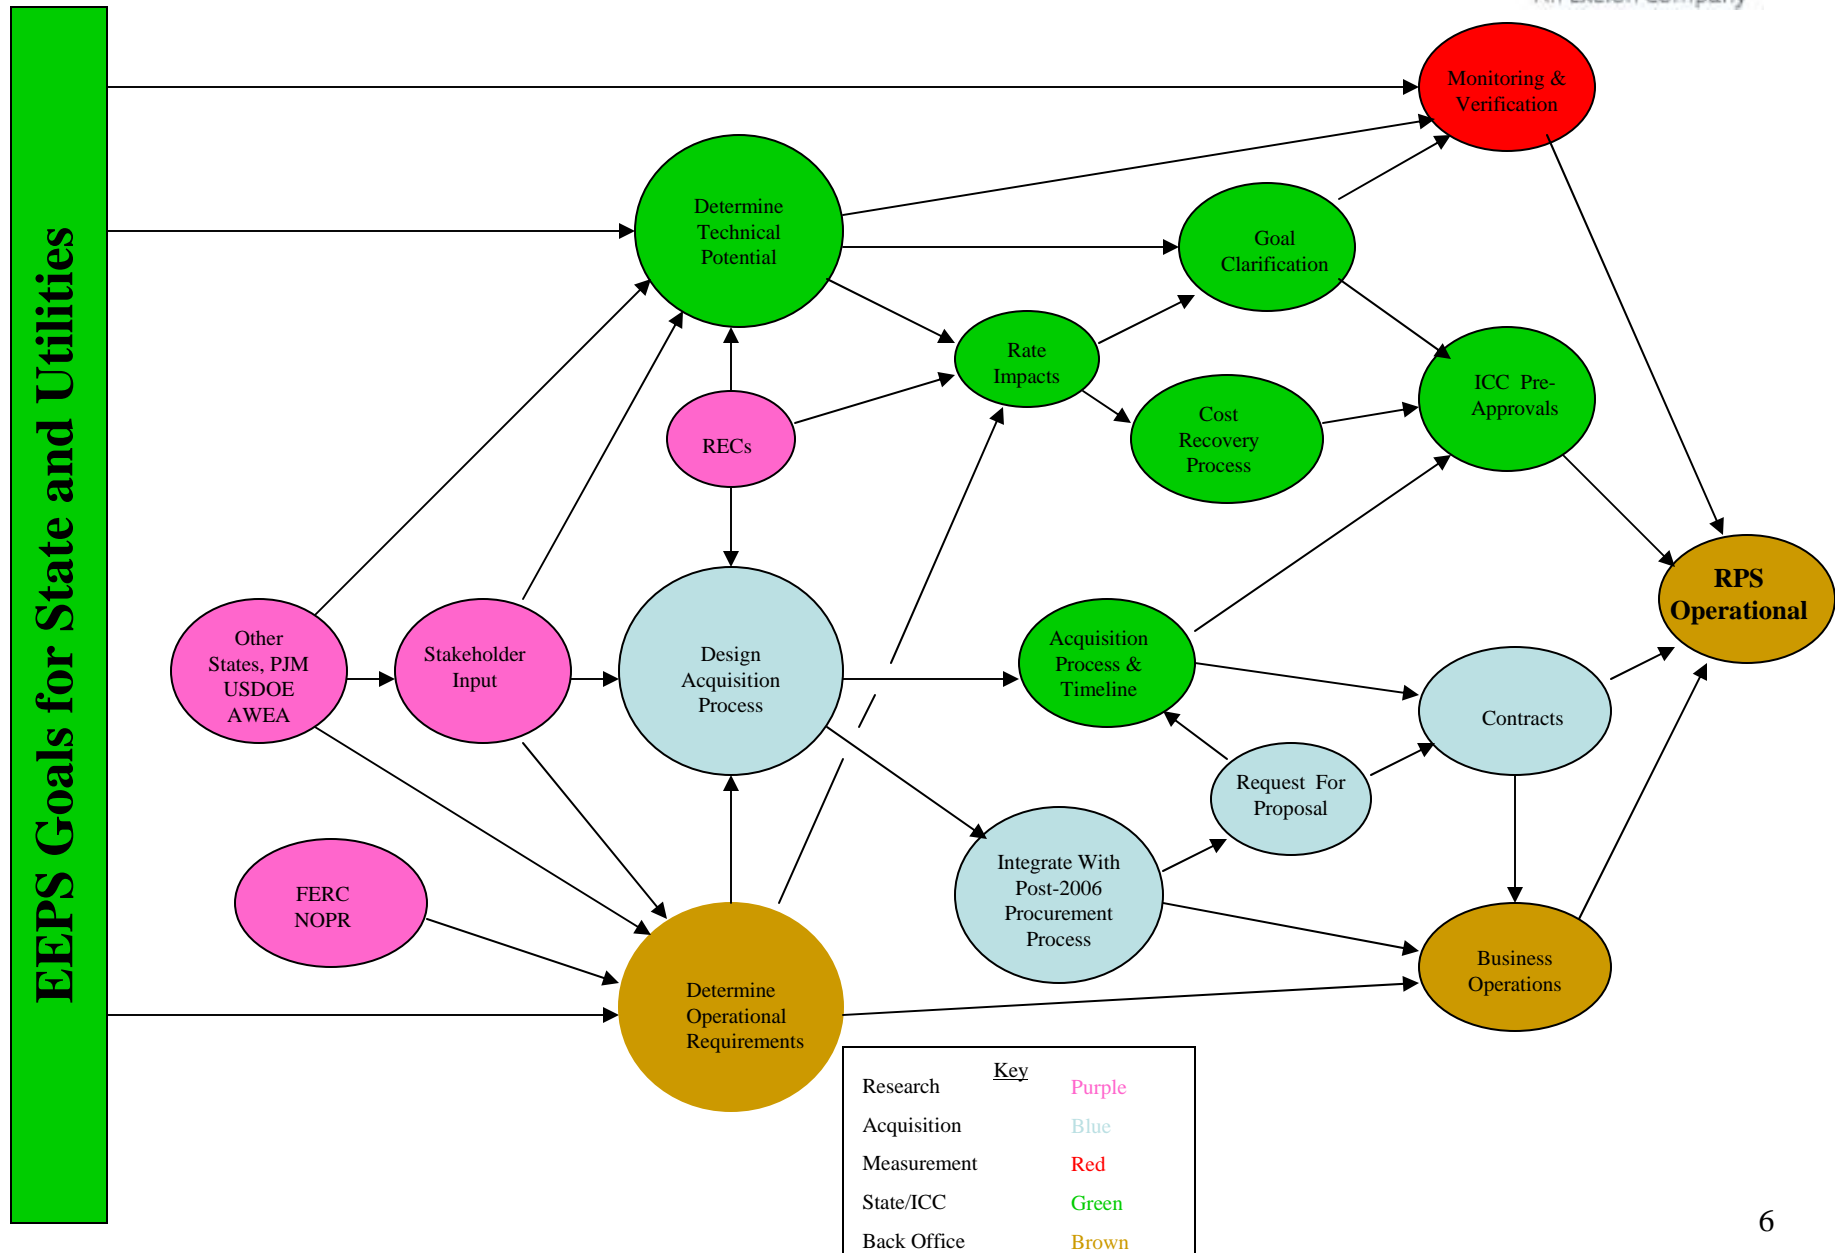 An Exelon Company
EEPS Goals for State and Utilities
Monitoring &
Verification
Determine
Technical
Potential
Goal
Clarification
Rate
Impacts
ICC Pre-
Approvals
Cost
Recovery
Process
RECs
RPS
Operational
Other
States, PJM
USDOE
AWEA
Stakeholder
Input
Design
Acquisition
Process
Acquisition
Process &
Timeline
Contracts
Request For
Proposal
Integrate With
Post-2006
Procurement
Process
FERC
NOPR
Business
Operations
Determine
Operational
Requirements
Key
Research Purple
Acquisition Blue
Measurement Red
State/ICC Green
Back Office Brown
6